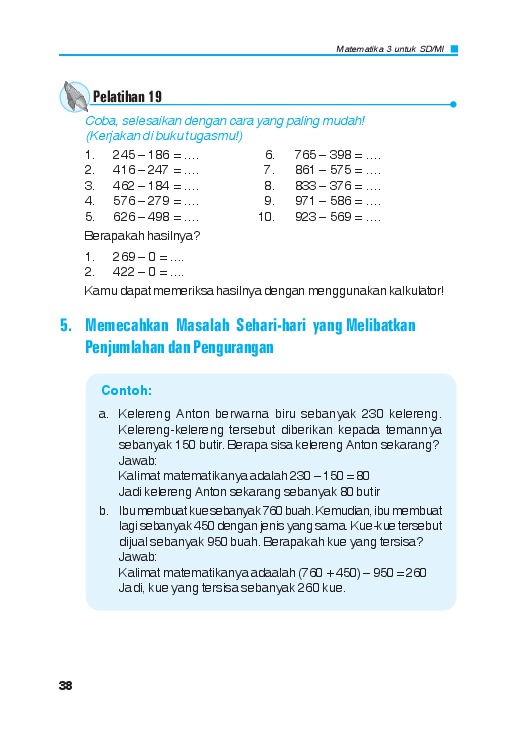 Matematika 3 untuk SD/MI
Pelatihan 19
Coba, selesaikan dengan cara yang paling mudah!
(Kerjakan di buku tugasmu!)
1. 245 – 186 = .... 6. 765 – 398 = ....
2. 416 – 247 = .... 7. 861 – 575 = ....
3. 462 – 184 = .... 8. 833 – 376 = ....
4. 576 – 279 = .... 9. 971 – 586 = ....
5. 626 – 498 = .... 10. 923 – 569 = ....
Berapakah hasilnya?
1. 269 – 0 = ....
2. 422 – 0 = ....
Kamu dapat memeriksa hasilnya dengan menggunakan kalkulator!
5. Memecahkan Masalah Sehari-hari yang Melibatkan
Penjumlahan dan Pengurangan
Contoh:
a. Kelereng Anton berwarna biru sebanyak 230 kelereng.
Kelereng-kelereng tersebut diberikan kepada temannya
sebanyak 150 butir. Berapa sisa kelereng Anton sekarang?
Jawab:
Kalimat matematikanya adalah 230 – 150 = 80
Jadi kelereng Anton sekarang sebanyak 80 butir
b. Ibu membuat kue sebanyak 760 buah. Kemudian, ibu membuat
lagi sebanyak 450 dengan jenis yang sama. Kue-kue tersebut
dijual sebanyak 950 buah. Berapakah kue yang tersisa?
Jawab:
Kalimat matematikanya adaalah (760 + 450) – 950 = 260
Jadi, kue yang tersisa sebanyak 260 kue.
38